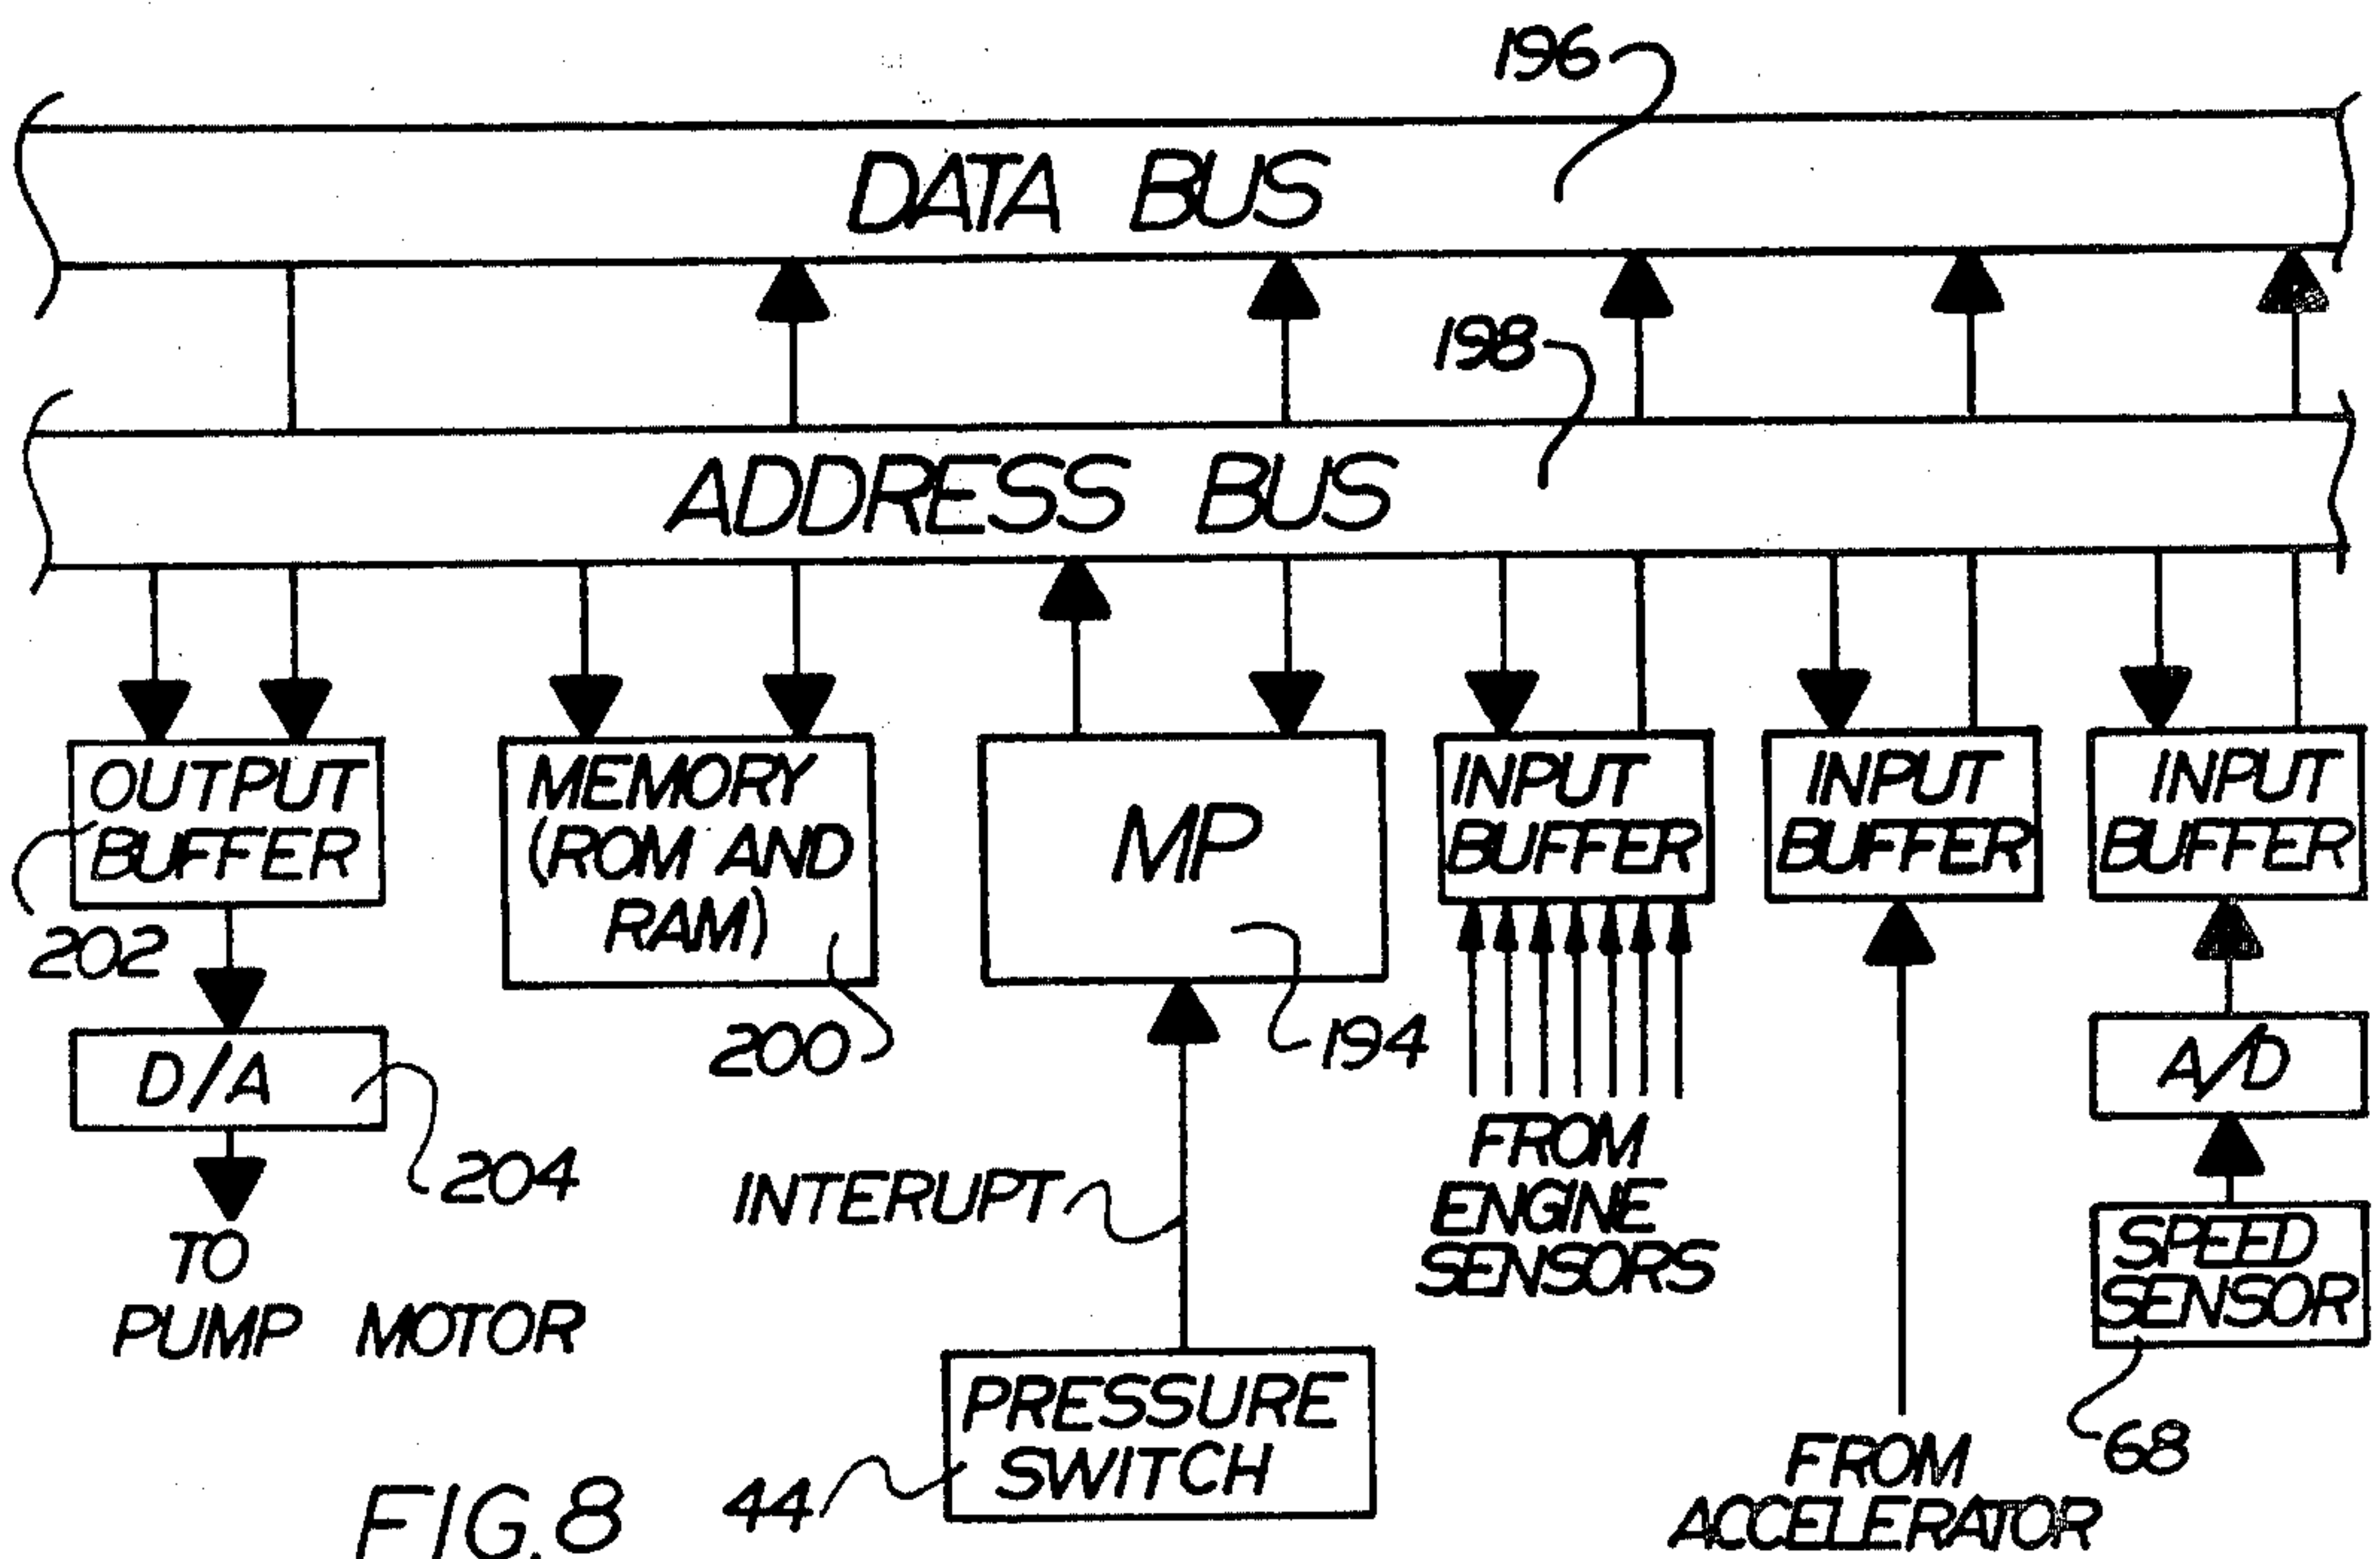 196
DATA BUS
198
ADDRESS BUS
OUTPUT
BUFFER
202
D/A
204
TO
PUMP MOTOR
MEMORY
(ROM AND
RAM)
200
MP
194
INTERUPT
PRESSURE
SWITCH
44
INPUT
BUFFER
FROM
ENGINE
SENSORS
INPUT
BUFFER
FROM
ACCELERATOR
INPUT
BUFFER
A/D
SPEED
SENSOR
68
FIG.8